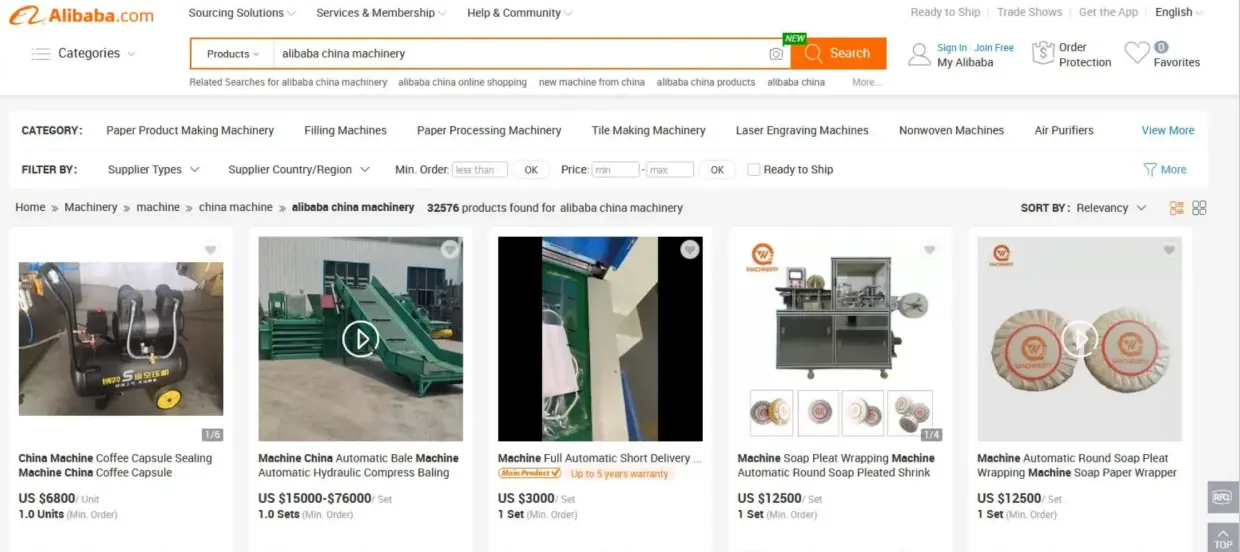 Alibaba.com
Sourcing Solutions Services & Membership Help & Community Ready to Ship Trade Shows Get the App English
Categories Products alibaba china machinery NEW Search Sign In Join Free My Alibaba Order Protection 0 Favorites
Related Searches for alibaba china machinery: alibaba china online shopping new machine from china alibaba china products alibaba china More...
CATEGORY: Paper Product Making Machinery Filling Machines Paper Processing Machinery Tile Making Machinery Laser Engraving Machines Nonwoven Machines Air Purifiers View More
FILTER BY: Supplier Types Supplier Country/Region Min. Order: less than OK Price: min - max OK Ready to Ship More
Home » Machinery » machine » china machine » alibaba china machinery 32576 products found for alibaba china machinery SORT BY: Relevancy
1/6
China Machine Coffee Capsule Sealing
Machine China Coffee Capsule
US $6800/ Unit
1.0 Units (Min. Order)
Machine China Automatic Bale Machine
Automatic Hydraulic Compress Baling
US $15000-$76000/ Set
1.0 Sets (Min. Order)
Machine Full Automatic Short Delivery ...
Main Product Up to 5 years warranty
US $3000/ Set
1 Set (Min. Order)
MACHINERY
1/4
Machine Soap Pleat Wrapping Machine
Automatic Round Soap Pleated Shrink
US $12500/ Set
1 Set (Min. Order)
MACHINERY
MACHINERY
MACHINERY
Machine Automatic Round Soap Pleat
Wrapping Machine Soap Paper Wrapper
US $12500/ Set
1 Set (Min. Order)
RFQ
TOP